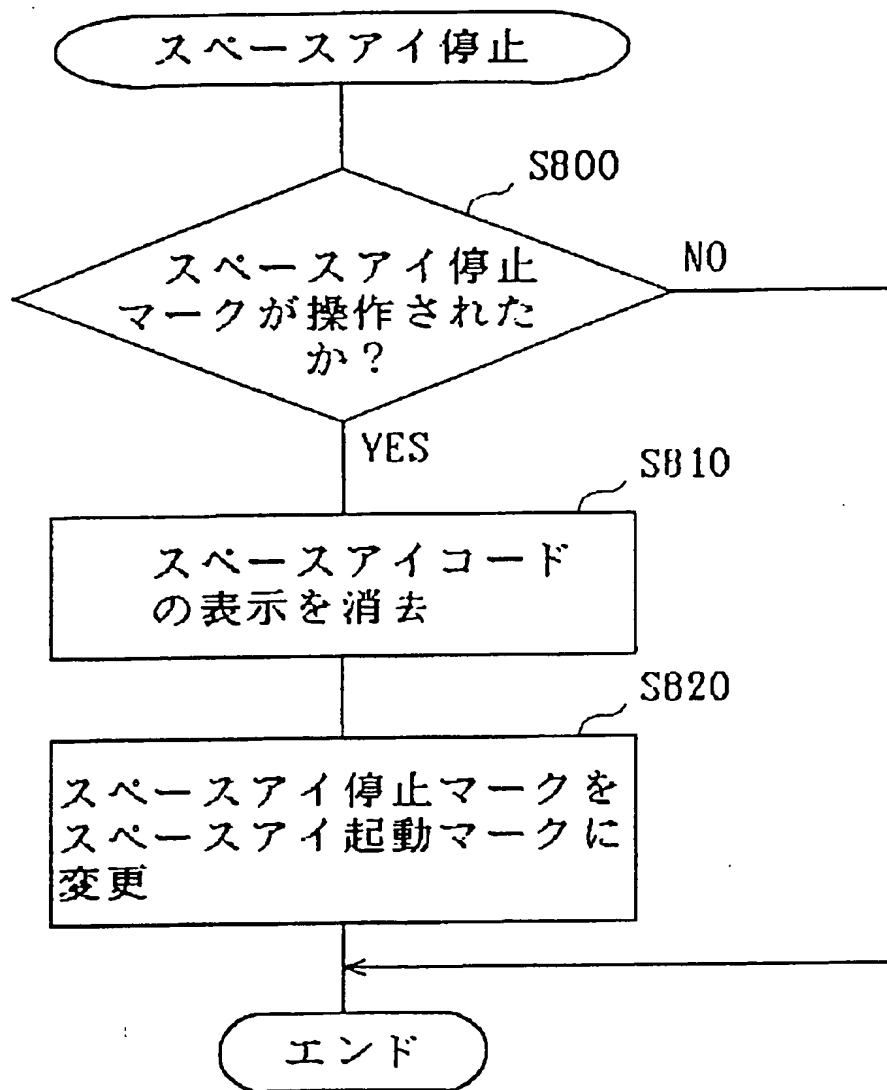 スペースアイ停止
S800
スペースアイ停止
マークが操作された
か？
NO
YES
S810
スペースアイコード
の表示を消去
S820
スペースアイ停止マークを
スペースアイ起動マークに
変更
エンド